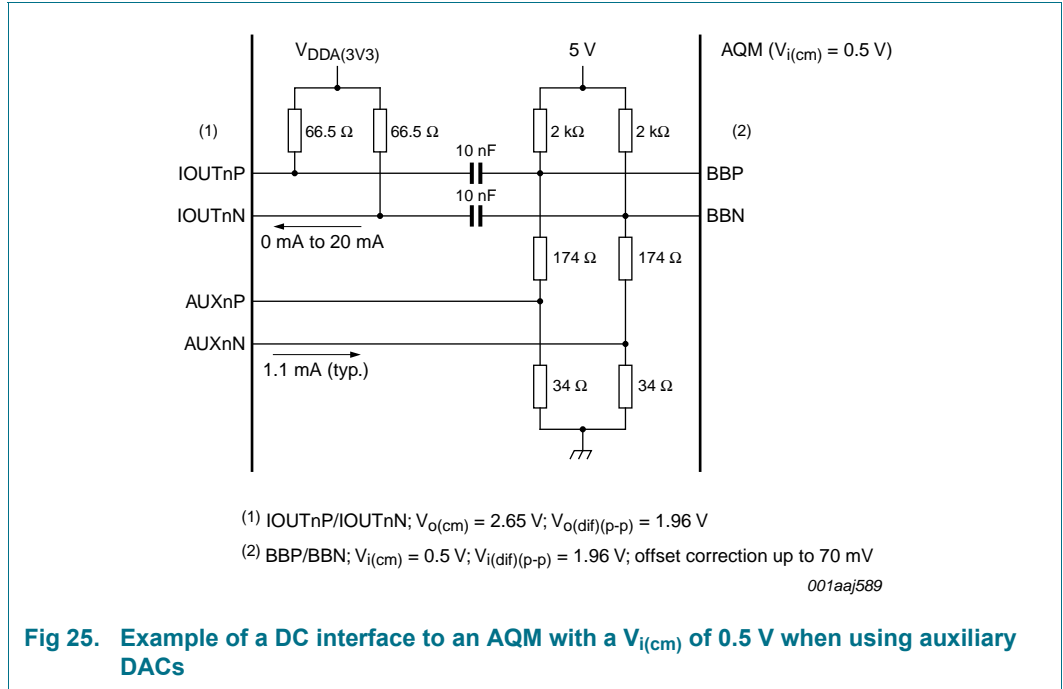 V_DDA(3V3)
5 V
AQM (V_i(cm) = 0.5 V)
(1)
66.5 Ω
66.5 Ω
2 kΩ
2 kΩ
(2)
10 nF
IOUTnP
BBP
10 nF
IOUTnN
BBN
0 mA to 20 mA
174 Ω
174 Ω
AUXnP
AUXnN
1.1 mA (typ.)
34 Ω
34 Ω
(1) IOUTnP/IOUTnN; V_o(cm) = 2.65 V; V_o(dif)(p-p) = 1.96 V
(2) BBP/BBN; V_i(cm) = 0.5 V; V_i(dif)(p-p) = 1.96 V; offset correction up to 70 mV
001aaj589
Fig 25. Example of a DC interface to an AQM with a V_i(cm) of 0.5 V when using auxiliary
DACs